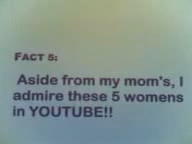 FACT 5:
Aside from my mom's, I
admire these 5 womens
in YOUTUBE!!